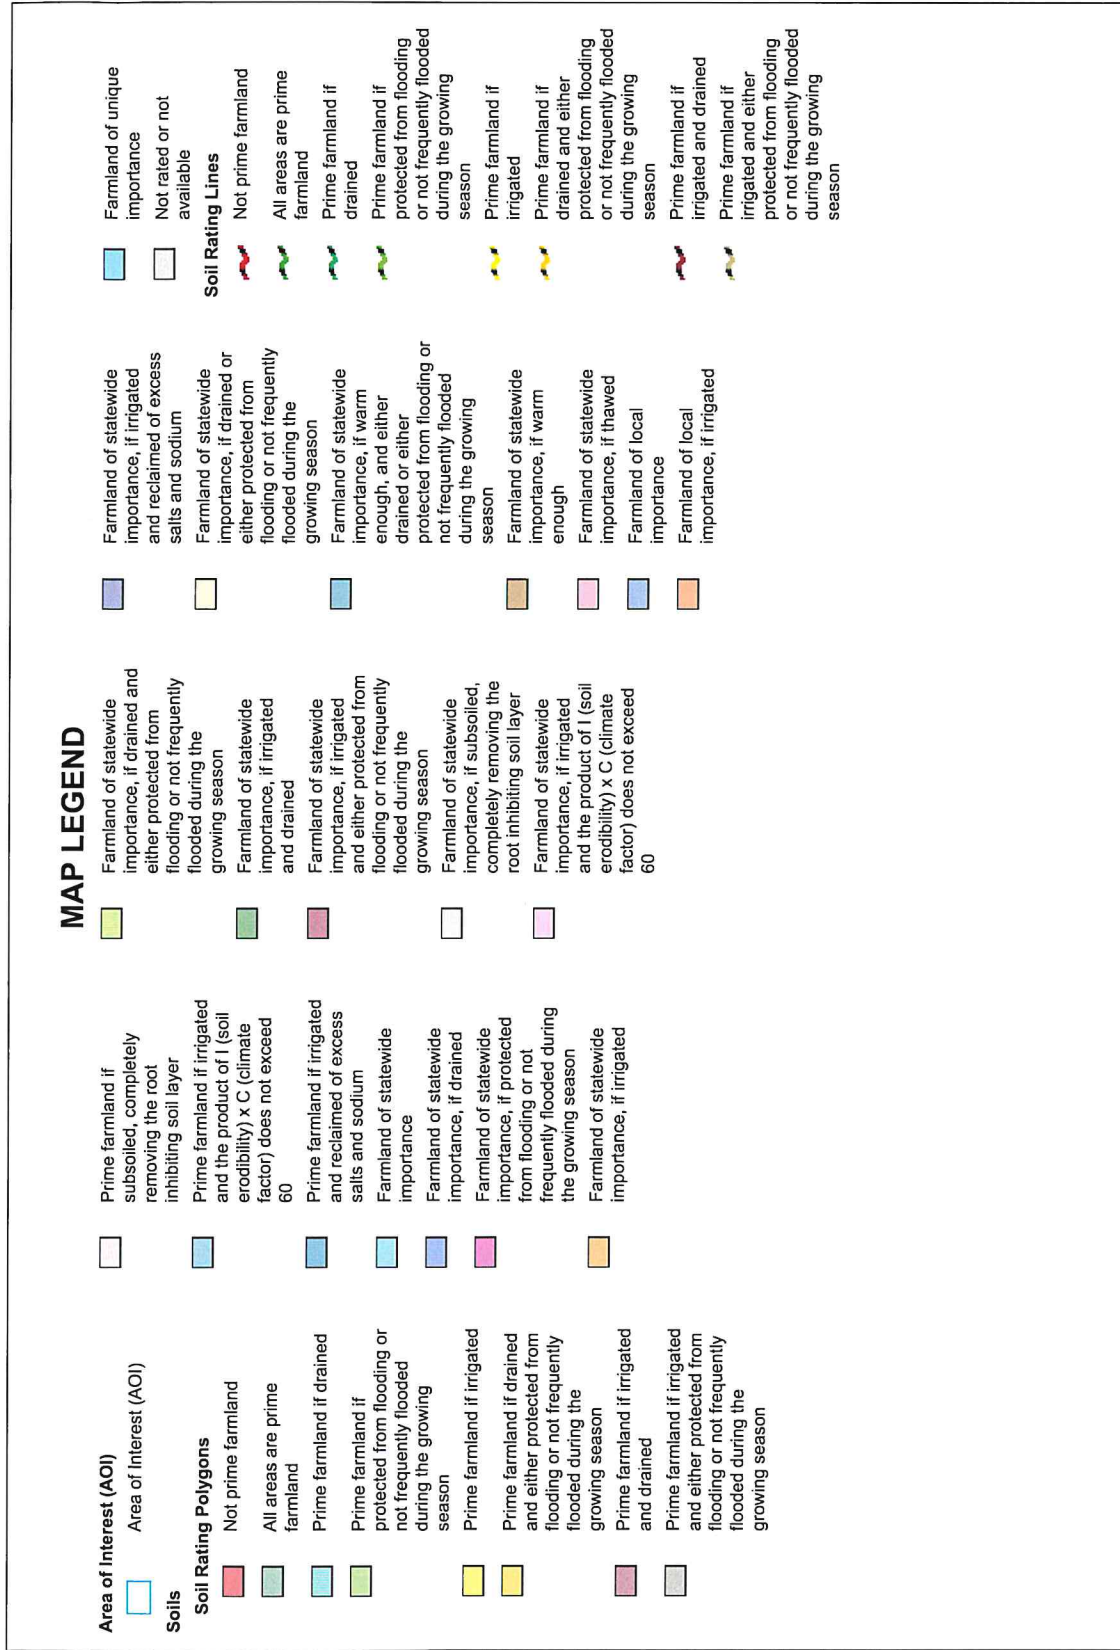 MAP LEGEND
Area of Interest (AOI)
Area of Interest (AOI)
Soils
Soil Rating Polygons
Not prime farmland
All areas are prime
farmland
Prime farmland if drained
Prime farmland if
protected from flooding or
not frequently flooded
during the growing
season
Prime farmland if irrigated
Prime farmland if drained
and either protected from
flooding or not frequently
flooded during the
growing season
Prime farmland if irrigated
and drained
Prime farmland if irrigated
and either protected from
flooding or not frequently
flooded during the
growing season
Prime farmland if
subsoiled, completely
removing the root
inhibiting soil layer
Prime farmland if irrigated
and the product of I (soil
erodibility) x C (climate
factor) does not exceed
60
Prime farmland if irrigated
and reclaimed of excess
salts and sodium
Farmland of statewide
importance
Farmland of statewide
importance, if drained
Farmland of statewide
importance, if protected
from flooding or not
frequently flooded during
the growing season
Farmland of statewide
importance, if irrigated
Farmland of statewide
importance, if drained and
either protected from
flooding or not frequently
flooded during the
growing season
Farmland of statewide
importance, if irrigated
and drained
Farmland of statewide
importance, if irrigated
and either protected from
flooding or not frequently
flooded during the
growing season
Farmland of statewide
importance, if subsoiled,
completely removing the
root inhibiting soil layer
Farmland of statewide
importance, if irrigated
and the product of I (soil
erodibility) x C (climate
factor) does not exceed
60
Farmland of statewide
importance, if irrigated
and reclaimed of excess
salts and sodium
Farmland of statewide
importance, if drained or
either protected from
flooding or not frequently
flooded during the
growing season
Farmland of statewide
importance, if warm
enough, and either
drained or either
protected from flooding or
not frequently flooded
during the growing
season
Farmland of statewide
importance, if warm
enough
Farmland of statewide
importance, if thawed
Farmland of local
importance
Farmland of local
importance, if irrigated
Farmland of unique
importance
Not rated or not
available
Soil Rating Lines
Not prime farmland
All areas are prime
farmland
Prime farmland if
drained
Prime farmland if
protected from flooding
or not frequently flooded
during the growing
season
Prime farmland if
irrigated
Prime farmland if
drained and either
protected from flooding
or not frequently flooded
during the growing
season
Prime farmland if
irrigated and drained
Prime farmland if
irrigated and either
protected from flooding
or not frequently flooded
during the growing
season